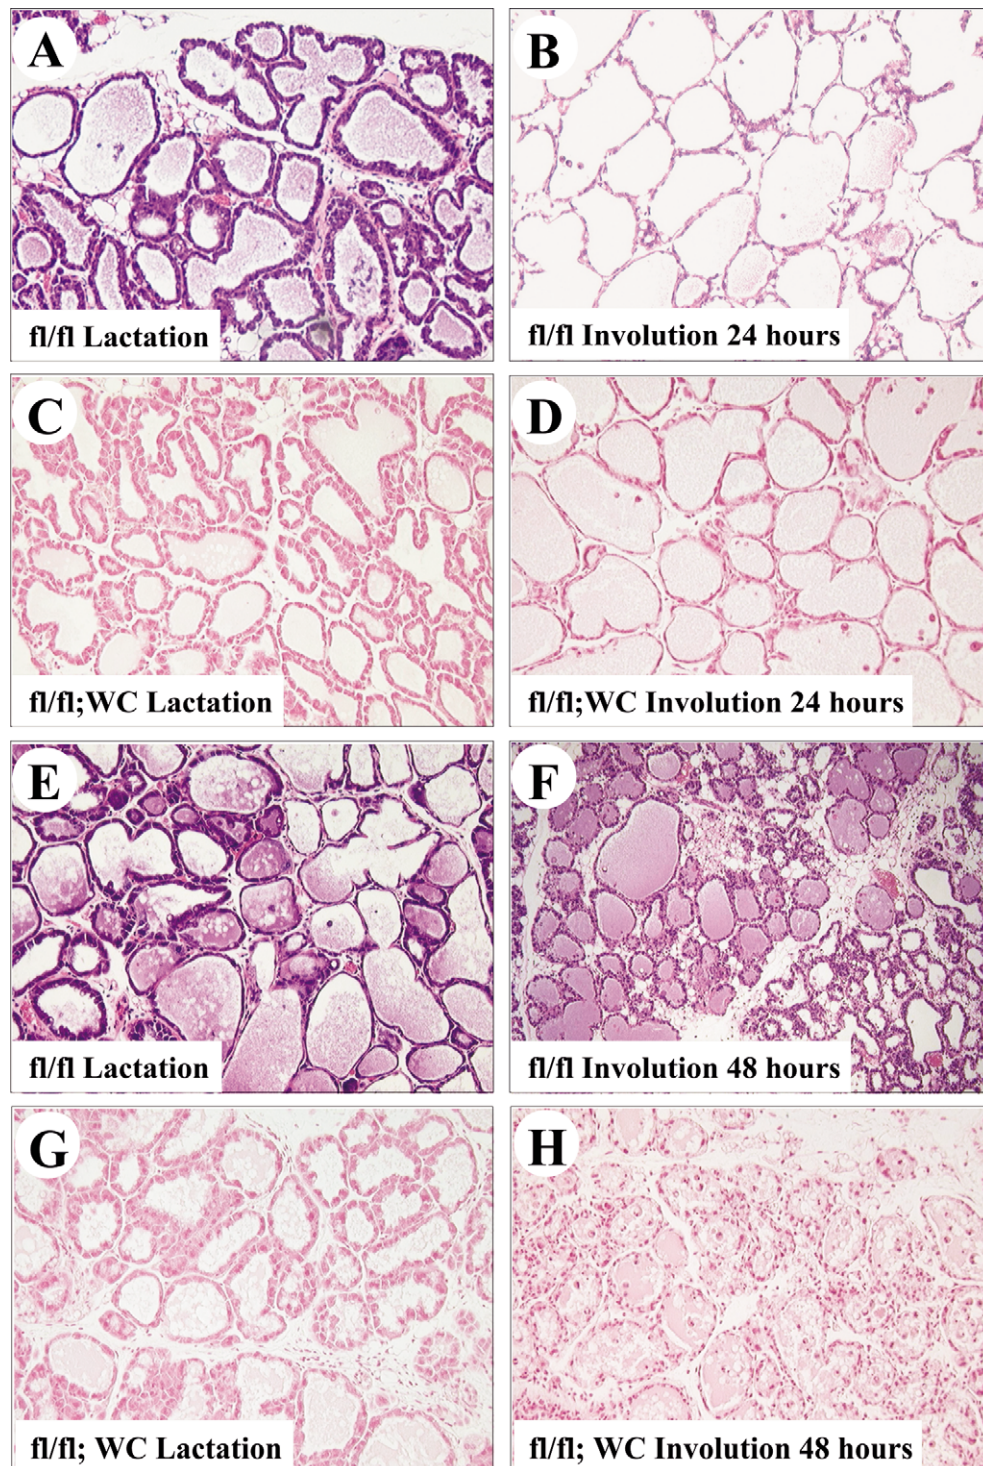 A
fl/fl Lactation
B
fl/fl Involution 24 hours
C
fl/fl;WC Lactation
D
fl/fl;WC Involution 24 hours
E
fl/fl Lactation
F
fl/fl Involution 48 hours
G
fl/fl; WC Lactation
H
fl/fl; WC Involution 48 hours